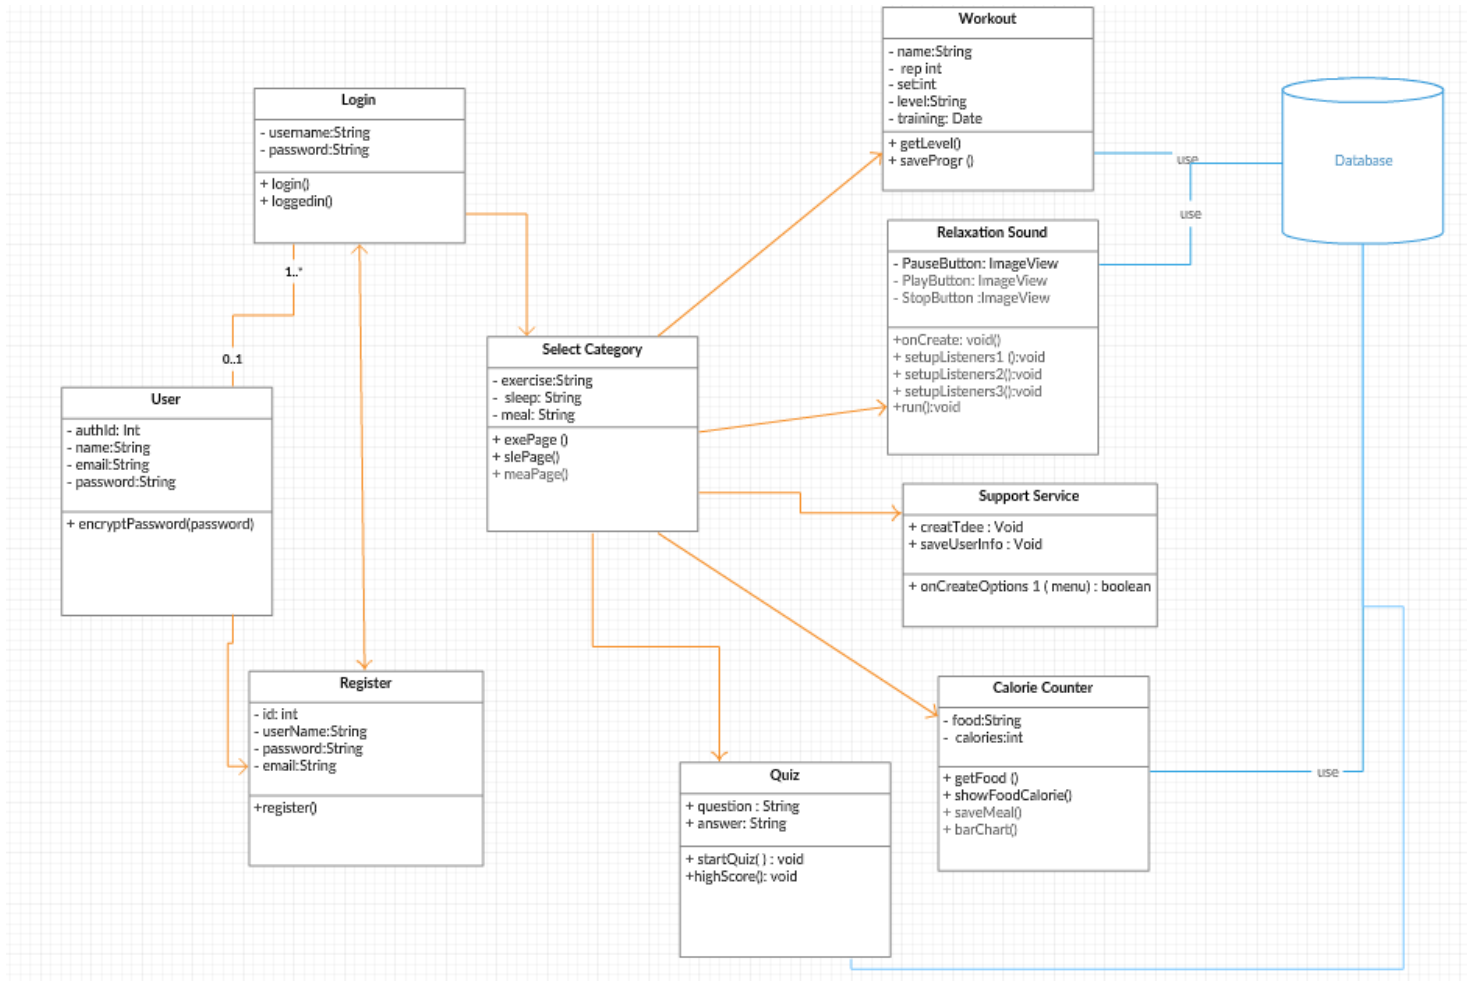 Workout
- name:String
-  rep int
- set:int
- level:String
- training: Date
+ getLevel()
+ saveProgr ()
Login
- username:String
- password:String
+ login()
+ loggedin()
use
Database
use
Relaxation Sound
- PauseButton: ImageView
- PlayButton: ImageView
- StopButton :ImageView
+onCreate: void()
+ setupListeners1 ():void
+ setupListeners2():void
+ setupListeners3():void
+run():void
1..*
0..1
Select Category
- exercise:String
-  sleep: String
- meal: String
+ exePage ()
+ slePage()
+ meaPage()
User
- authId: Int
- name:String
- email:String
- password:String
+ encryptPassword(password)
Support Service
+ creatTdee : Void
+ saveUserInfo : Void
+ onCreateOptions 1 ( menu) : boolean
Register
- id: int
- userName:String
- password:String
- email:String
+register()
Calorie Counter
- food:String
-  calories:int
+ getFood ()
+ showFoodCalorie()
+ saveMeal()
+ barChart()
use
Quiz
+ question : String
+ answer: String
+ startQuiz( ) : void
+highScore(): void